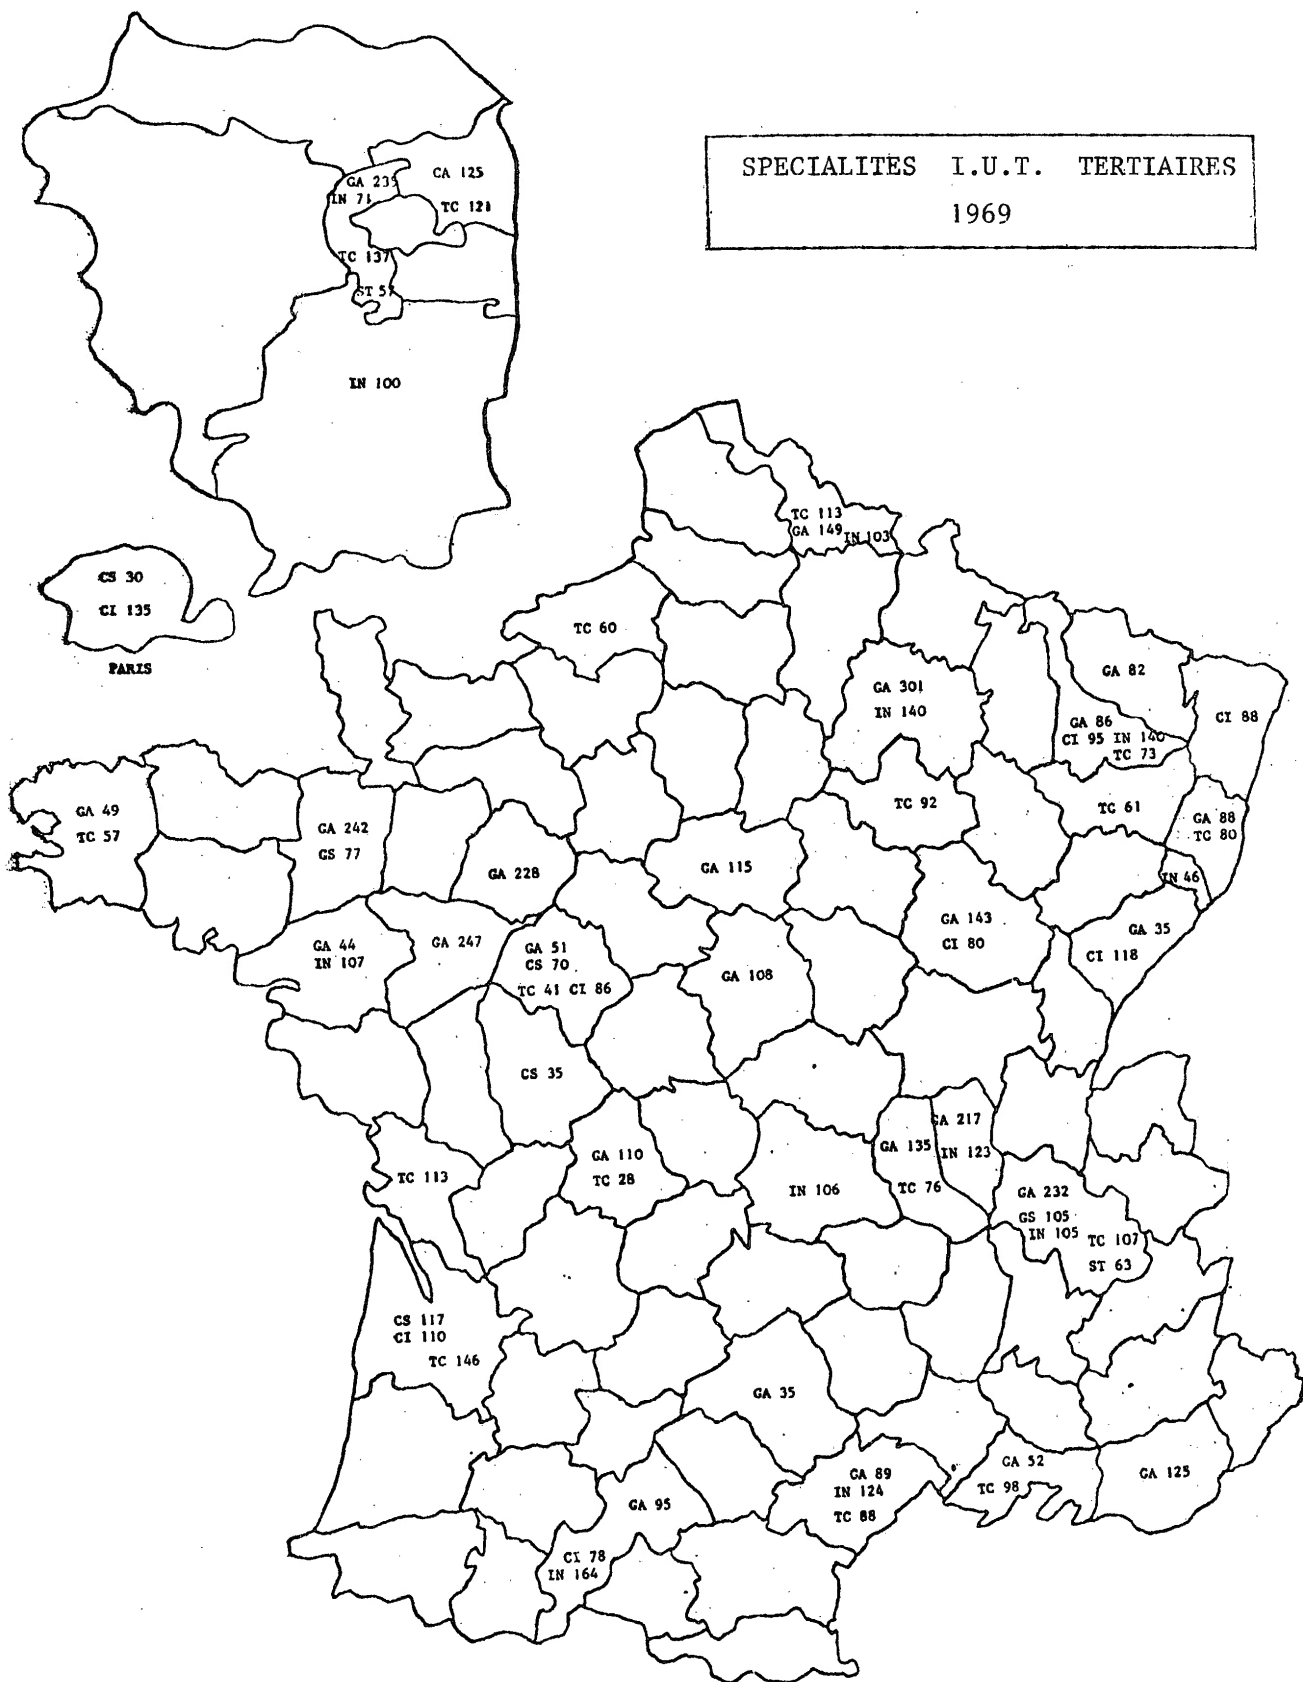 SPECIALITES I.U.T. TERTIAIRES
1969
GA 239
IN 71
CA 125
TC 121
TC 137
ST 57
IN 100
CS 30
CI 135
PARIS
TC 113
GA 149
IN 103
TC 60
GA 301
IN 140
GA 82
GA 86
CI 95 IN 140
TC 73
CI 88
GA 49
TC 57
GA 242
GS 77
GA 228
GA 115
TC 92
TC 61
GA 88
TC 80
IN 46
GA 44
IN 107
GA 247
GA 51
CS 70
TC 41 CI 86
GA 108
GA 143
CI 80
GA 35
CI 118
CS 35
GA 110
TC 28
TC 113
IN 106
GA 135
TC 76
GA 217
IN 123
GA 232
GS 105
IN 105
TC 107
ST 63
CS 117
CI 110
TC 146
GA 35
GA 95
CI 78
IN 164
GA 89
IN 124
TC 88
GA 52
TC 98
GA 125